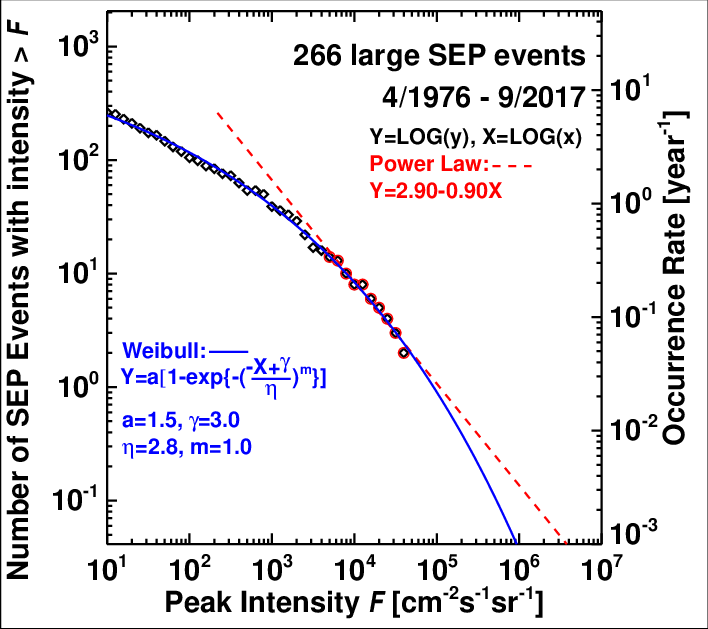 266 large SEP events
4/1976 - 9/2017
Y=LOG(y), X=LOG(x)
Power Law:
Y=2.90-0.90X
Weibull:
Y=a[1-exp{-(-X+γ/η)^m}]
a=1.5, γ=3.0
η=2.8, m=1.0
Number of SEP Events with intensity > F
10^3
10^2
10^1
10^0
10^-1
Occurrence Rate [year^-1]
10^1
10^0
10^-1
10^-2
10^-3
10^1 10^2 10^3 10^4 10^5 10^6 10^7
Peak Intensity F [cm^-2s^-1sr^-1]